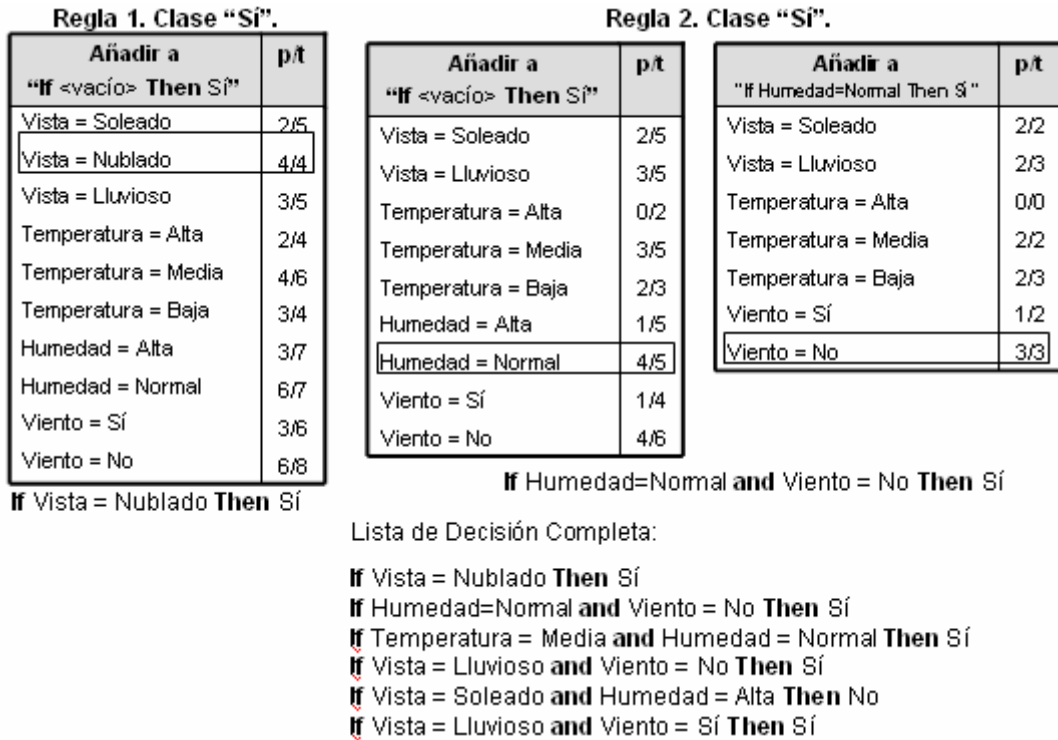 Regla 1. Clase “Sí”.
Añadir a p/t
“If <vacío> Then Sí”
Vista = Soleado 2/5
Vista = Nublado 4/4
Vista = Lluvioso 3/5
Temperatura = Alta 2/4
Temperatura = Media 4/6
Temperatura = Baja 3/4
Humedad = Alta 3/7
Humedad = Normal 6/7
Viento = Sí 3/6
Viento = No 6/8
If Vista = Nublado Then Sí
Regla 2. Clase “Sí”.
Añadir a p/t
“If <vacío> Then Sí”
Vista = Soleado 2/5
Vista = Lluvioso 3/5
Temperatura = Alta 0/2
Temperatura = Media 3/5
Temperatura = Baja 2/3
Humedad = Alta 1/5
Humedad = Normal 4/5
Viento = Sí 1/4
Viento = No 4/6
Añadir a p/t
"If Humedad=Normal Then Sí"
Vista = Soleado 2/2
Vista = Lluvioso 2/3
Temperatura = Alta 0/0
Temperatura = Media 2/2
Temperatura = Baja 2/3
Viento = Sí 1/2
Viento = No 3/3
If Humedad=Normal and Viento = No Then Sí
Lista de Decisión Completa:
If Vista = Nublado Then Sí
If Humedad=Normal and Viento = No Then Sí
If Temperatura = Media and Humedad = Normal Then Sí
If Vista = Lluvioso and Viento = No Then Sí
If Vista = Soleado and Humedad = Alta Then No
If Vista = Lluvioso and Viento = Sí Then Sí